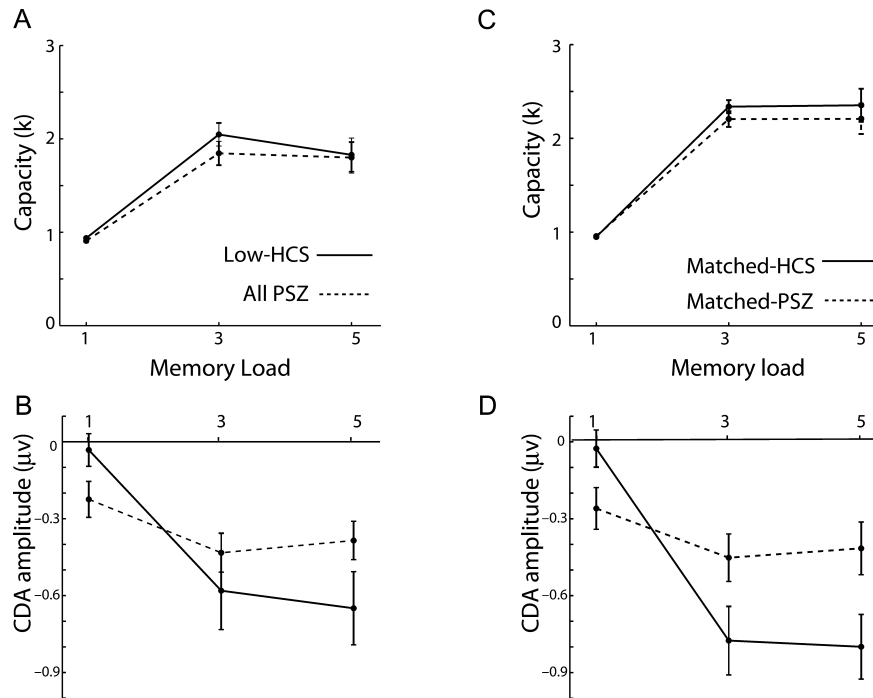 A
3
2
1
0
Capacity (k)
Low-HCS
All PSZ
1 3 5
Memory Load
B
1 3 5
0
−0.3
−0.6
−0.9
CDA amplitude (μv)
C
3
2
1
0
Capacity (k)
Matched-HCS
Matched-PSZ
1 3 5
Memory load
D
1 3 5
0
−0.3
−0.6
−0.9
CDA amplitude (μv)